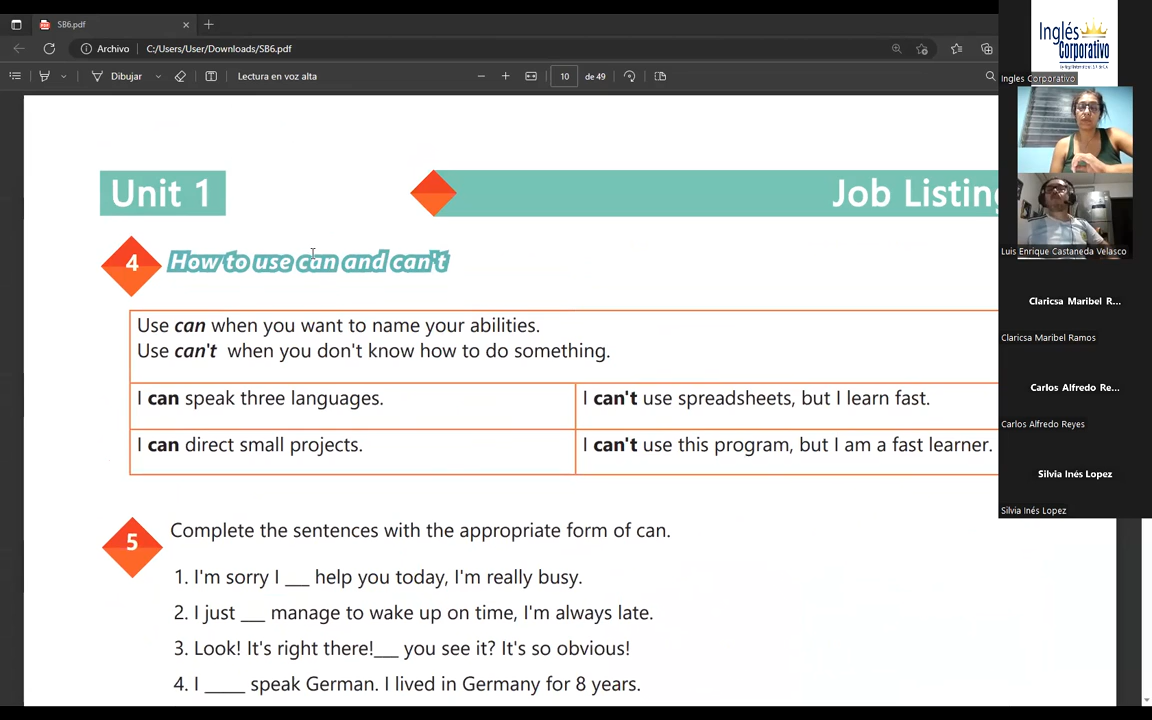 SB6.pdf
Archivo
C:/Users/User/Downloads/SB6.pdf
Dibujar
Lectura en voz alta
10
de 49
Unit 1
Job Listing
4
How to use can and can't
Use can when you want to name your abilities.
Use can't when you don't know how to do something.
I can speak three languages.
I can't use spreadsheets, but I learn fast.
I can direct small projects.
I can't use this program, but I am a fast learner.
5
Complete the sentences with the appropriate form of can.
1. I'm sorry I ___ help you today, I'm really busy.
2. I just ___ manage to wake up on time, I'm always late.
3. Look! It's right there!___ you see it? It's so obvious!
4. I _____ speak German. I lived in Germany for 8 years.
Inglés
Corporativo
Ingles Corporativo
Luis Enrique Castaneda Velasco
Claricsa Maribel R...
Claricsa Maribel Ramos
Carlos Alfredo Re...
Carlos Alfredo Reyes
Silvia Inés Lopez
Silvia Inés Lopez